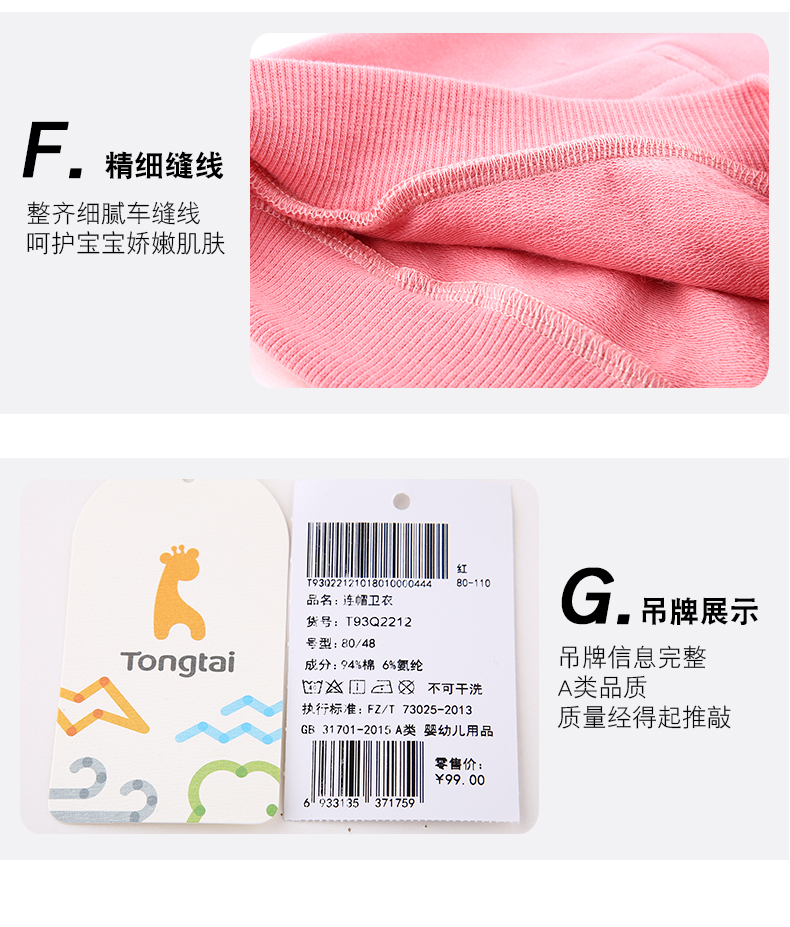 F. 精细缝线
整齐细腻车缝线
呵护宝宝娇嫩肌肤
Tongtai
T93Q22121018010000444
红
80-110
品名: 连帽卫衣
货号: T93Q2212
号型: 80/48
成分: 94%棉 6%氨纶
不可干洗
执行标准: FZ/T 73025-2013
GB 31701-2015 A类 婴幼儿用品
零售价:
¥99.00
6 933135 371759
G. 吊牌展示
吊牌信息完整
A类品质
质量经得起推敲